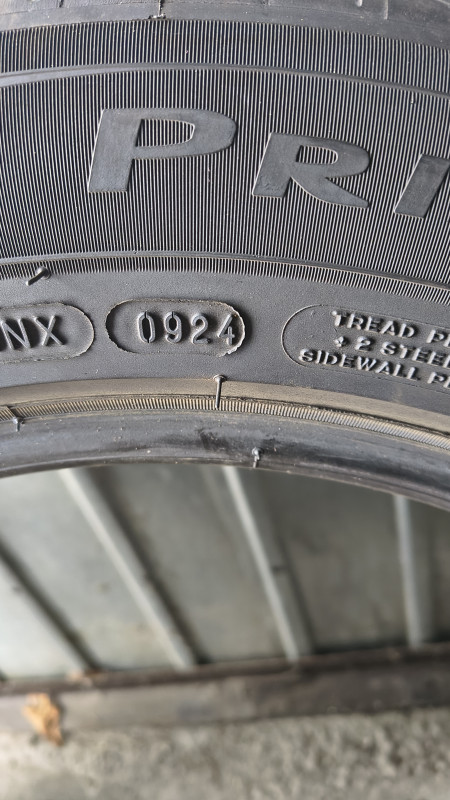 PRI
NX
0924
TREAD P
+ 2 STEE
SIDEWALL P